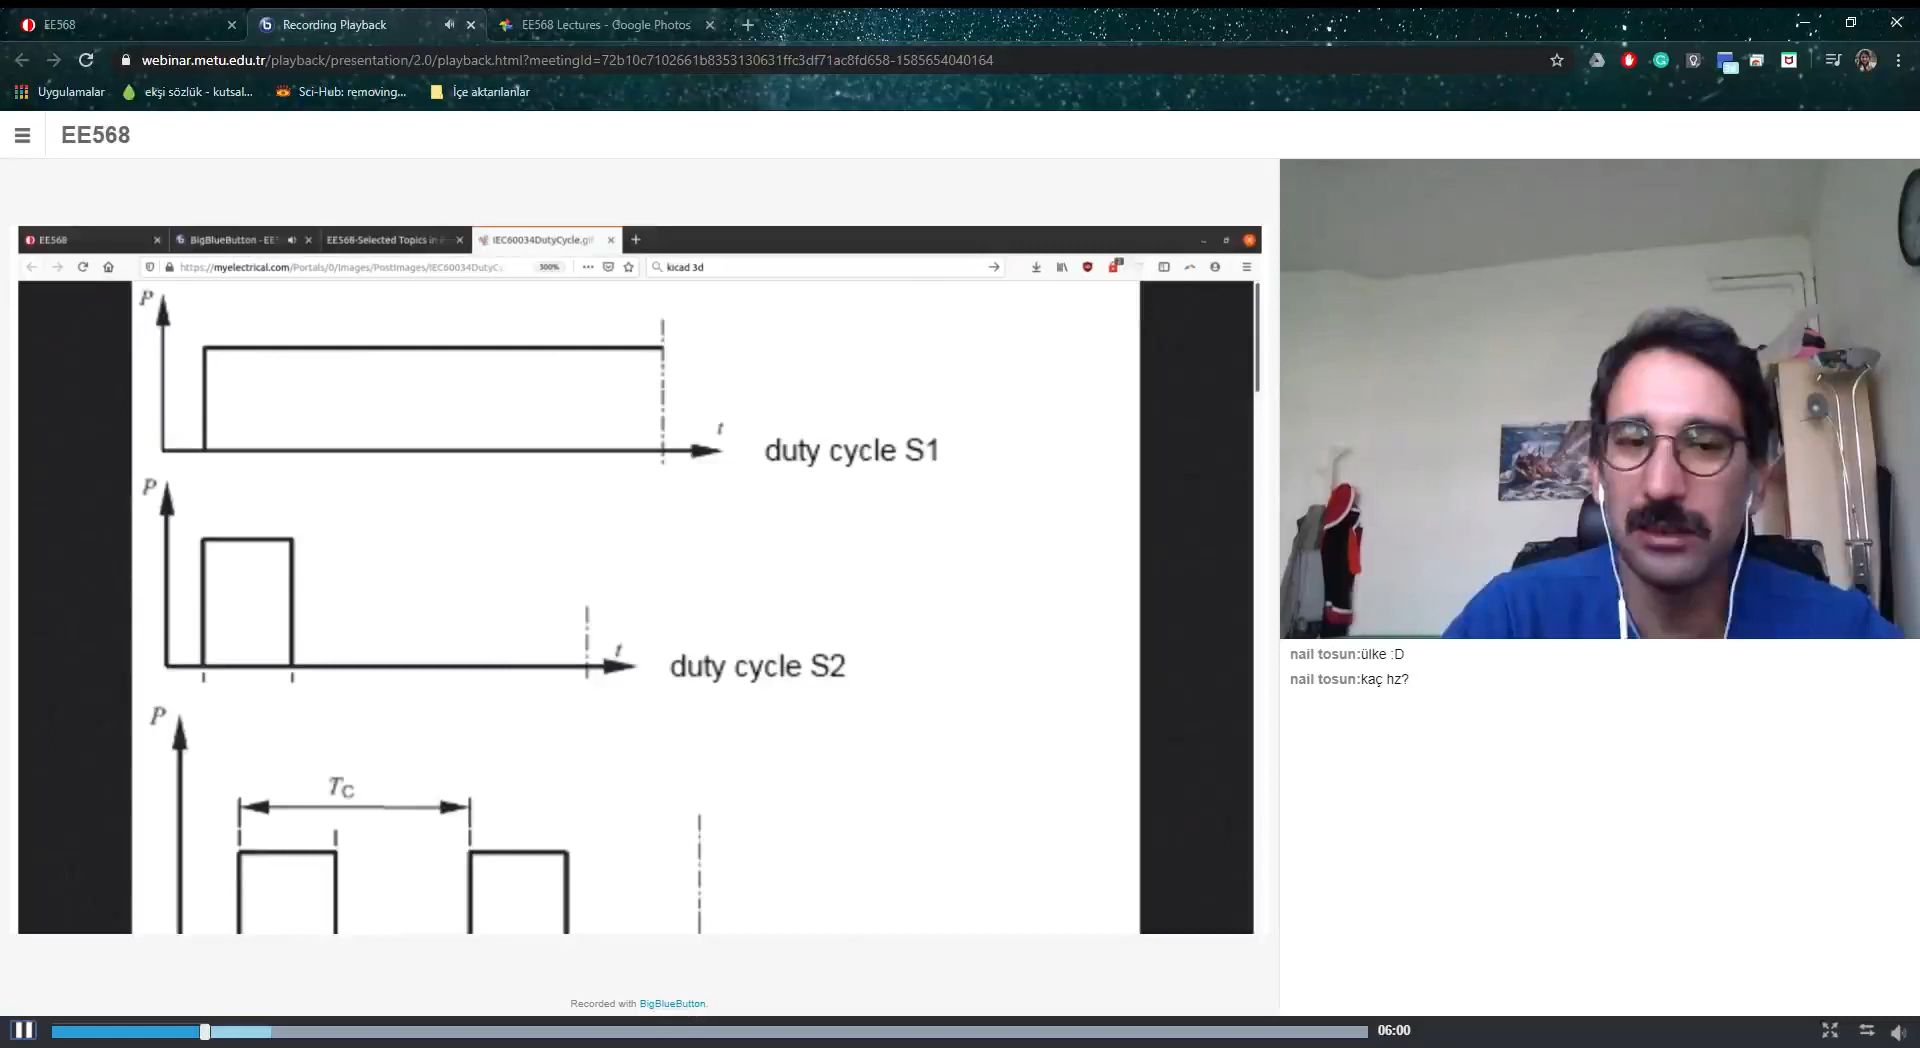 EE568
Recording Playback
EE568 Lectures - Google Photos
webinar.metu.edu.tr/playback/presentation/2.0/playback.html?meetingId=72b10c7102661b8353130631ffc3df71ac8fd658-1585654040164
Uygulamalar
ekşi sözlük - kutsal...
Sci-Hub: removing...
İçe aktarılanlar
EE568
EE568
BigBlueButton - EE5
EE568-Selected Topics in
IEC60034DutyCycle.gif
https://myelectrical.com/Portals/0/Images/PostImages/IEC60034DutyC
300%
kicad 3d
P
t
duty cycle S1
P
t
duty cycle S2
P
TC
nail tosun:ülke :D
nail tosun:kaç hz?
Recorded with BigBlueButton.
06:00